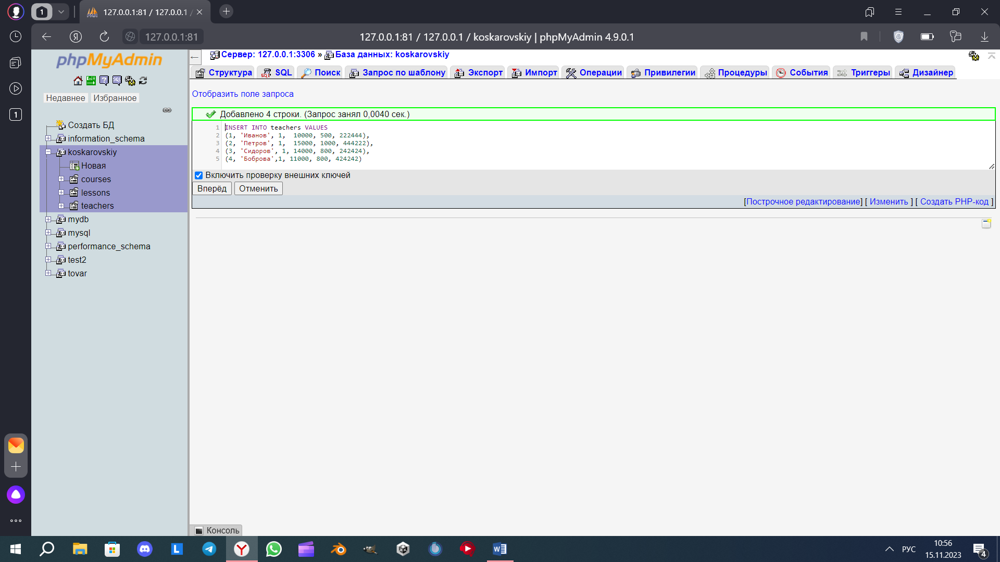 1
127.0.0.1:81 / 127.0.0.1 /
127.0.0.1:81
127.0.0.1:81 / 127.0.0.1 / koskarovskiy | phpMyAdmin 4.9.0.1
1
phpMyAdmin
Недавнее Избранное
Создать БД
information_schema
koskarovskiy
Новая
courses
lessons
teachers
mydb
mysql
performance_schema
test2
tovar
Сервер: 127.0.0.1:3306 » База данных: koskarovskiy
Структура SQL Поиск Запрос по шаблону Экспорт Импорт Операции Привилегии Процедуры События Триггеры Дизайнер
Отобразить поле запроса
Добавлено 4 строки. (Запрос занял 0,0040 сек.)
1 INSERT INTO teachers VALUES
2 (1, 'Иванов', 1,  10000, 500, 222444),
3 (2, 'Петров', 1,  15000, 1000, 444222),
4 (3, 'Сидоров', 1, 14000, 800, 242424),
5 (4, 'Боброва',1, 11000, 800, 424242)
Включить проверку внешних ключей
Вперёд Отменить
[Построчное редактирование] [ Изменить ] [ Создать PHP-код ]
Консоль
РУС
10:56
15.11.2023
4